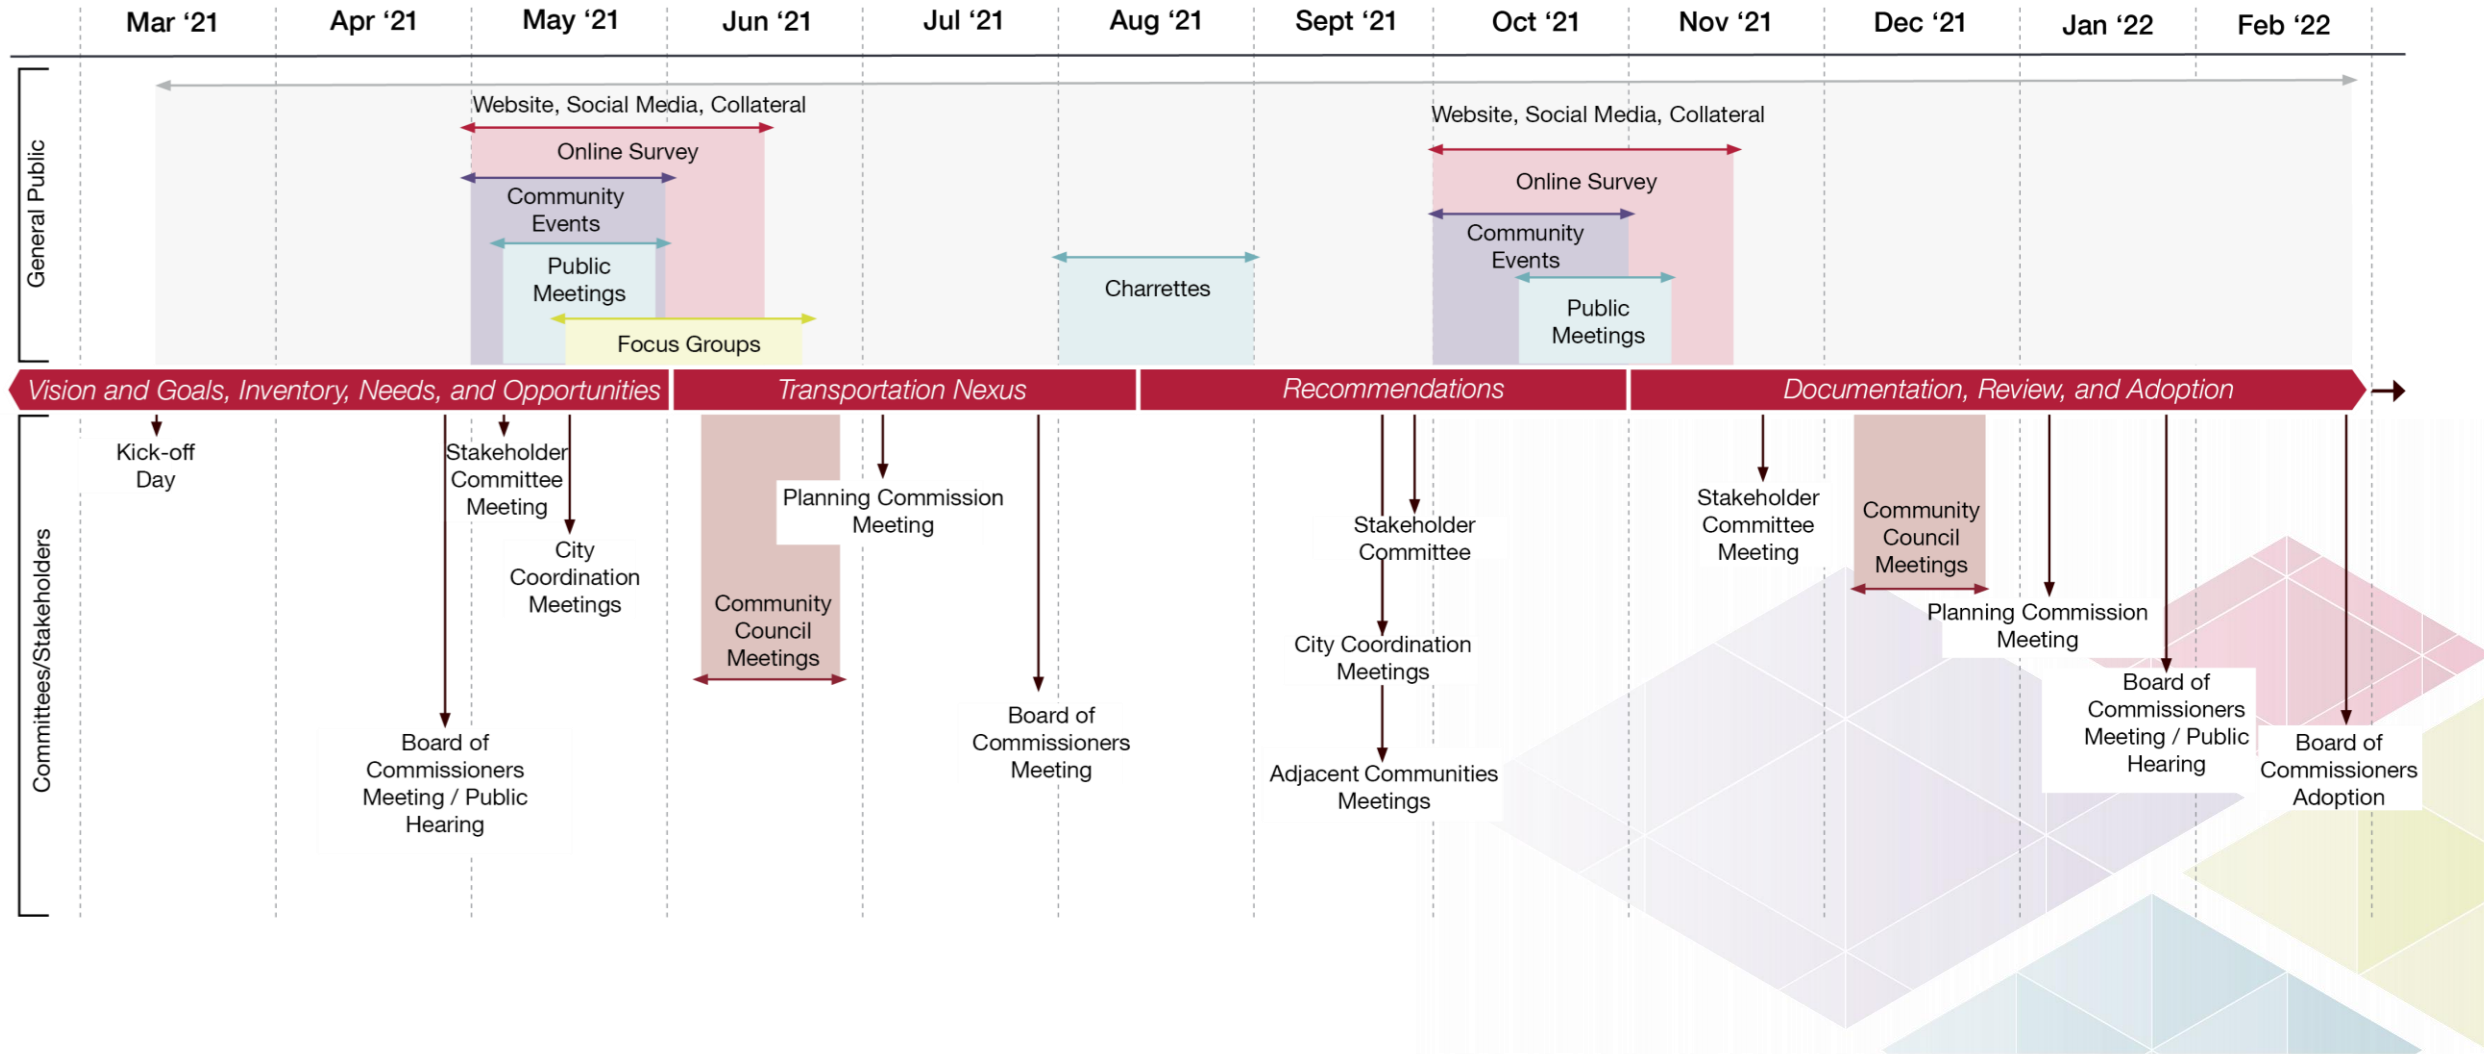 Mar ‘21
Apr ‘21
May ‘21
Jun ‘21
Jul ‘21
Aug ‘21
Sept ‘21
Oct ‘21
Nov ‘21
Dec ‘21
Jan ‘22
Feb ‘22
General Public
Website, Social Media, Collateral
Online Survey
Community
Events
Public
Meetings
Focus Groups
Charrettes
Website, Social Media, Collateral
Online Survey
Community
Events
Public
Meetings
Vision and Goals, Inventory, Needs, and Opportunities
Transportation Nexus
Recommendations
Documentation, Review, and Adoption
Committees/Stakeholders
Kick-off
Day
Board of
Commissioners
Meeting / Public
Hearing
Stakeholder
Committee
Meeting
City
Coordination
Meetings
Community
Council
Meetings
Planning Commission
Meeting
Board of
Commissioners
Meeting
Stakeholder
Committee
City Coordination
Meetings
Adjacent Communities
Meetings
Stakeholder
Committee
Meeting
Community
Council
Meetings
Planning Commission
Meeting
Board of
Commissioners
Meeting / Public
Hearing
Board of
Commissioners
Adoption